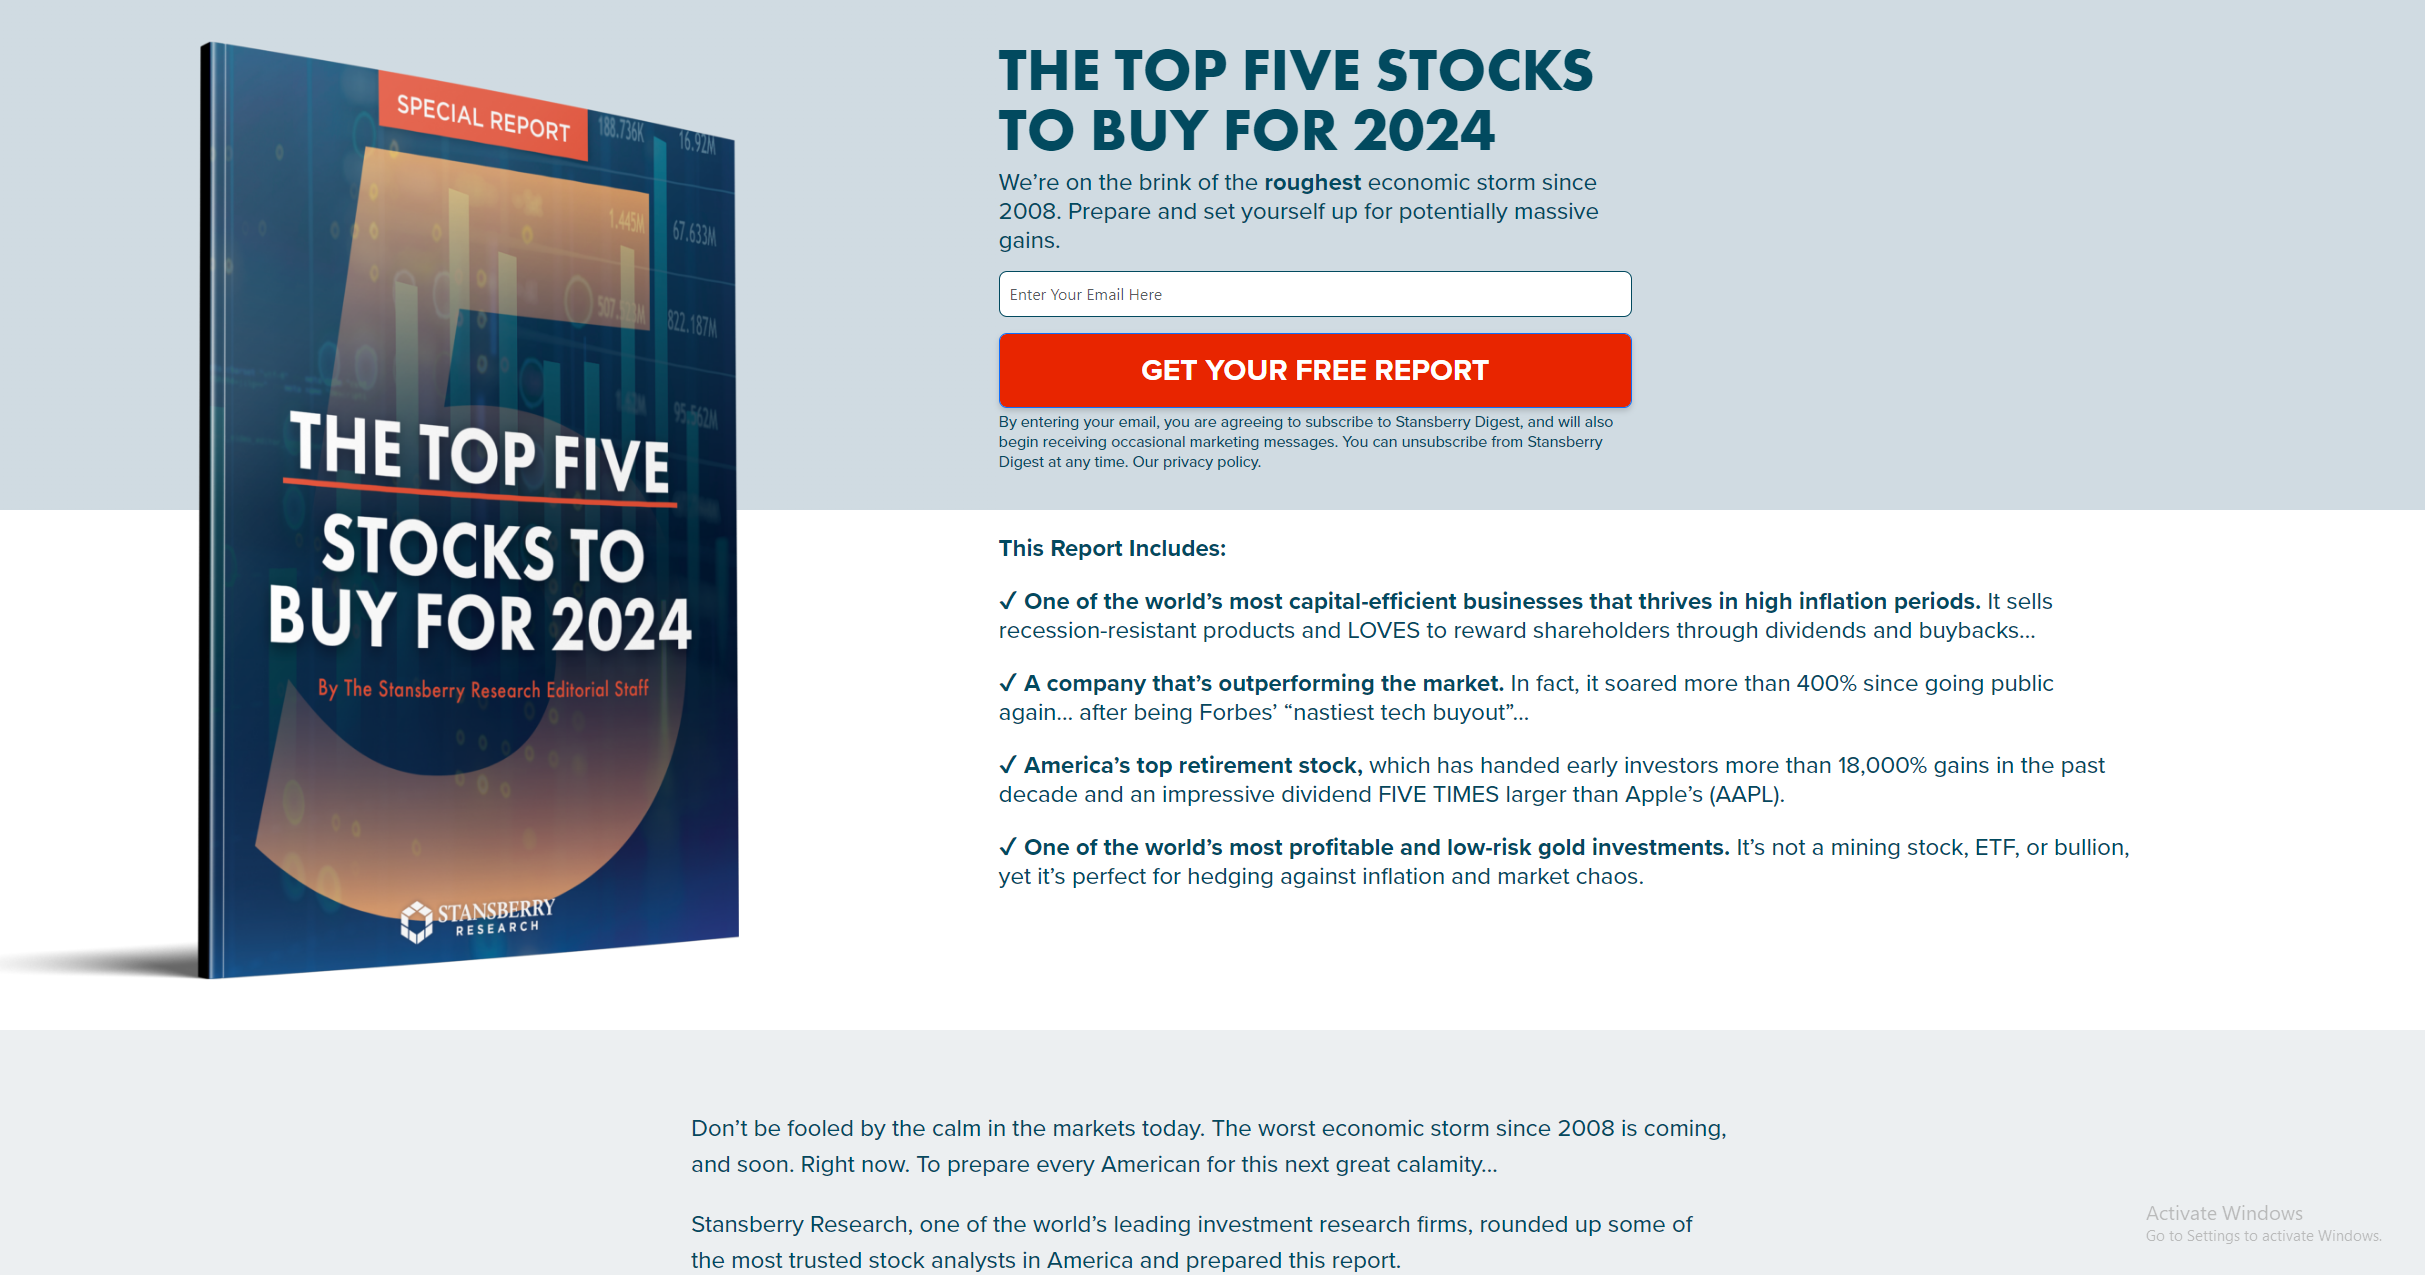 SPECIAL REPORT
188.736K
16.92M
1.445M
67.633M
822.187M
95.562M
THE TOP FIVE
STOCKS TO
BUY FOR 2024
By The Stansberry Research Editorial Staff
STANSBERRY
RESEARCH
THE TOP FIVE STOCKS
TO BUY FOR 2024
We’re on the brink of the roughest economic storm since
2008. Prepare and set yourself up for potentially massive
gains.
Enter Your Email Here
GET YOUR FREE REPORT
By entering your email, you are agreeing to subscribe to Stansberry Digest, and will also
begin receiving occasional marketing messages. You can unsubscribe from Stansberry
Digest at any time. Our privacy policy.
This Report Includes:
✓ One of the world’s most capital-efficient businesses that thrives in high inflation periods. It sells
recession-resistant products and LOVES to reward shareholders through dividends and buybacks...
✓ A company that’s outperforming the market. In fact, it soared more than 400% since going public
again... after being Forbes’ “nastiest tech buyout”...
✓ America’s top retirement stock, which has handed early investors more than 18,000% gains in the past
decade and an impressive dividend FIVE TIMES larger than Apple’s (AAPL).
✓ One of the world’s most profitable and low-risk gold investments. It’s not a mining stock, ETF, or bullion,
yet it’s perfect for hedging against inflation and market chaos.
Don’t be fooled by the calm in the markets today. The worst economic storm since 2008 is coming,
and soon. Right now. To prepare every American for this next great calamity...
Stansberry Research, one of the world’s leading investment research firms, rounded up some of
the most trusted stock analysts in America and prepared this report.
Activate Windows
Go to Settings to activate Windows.